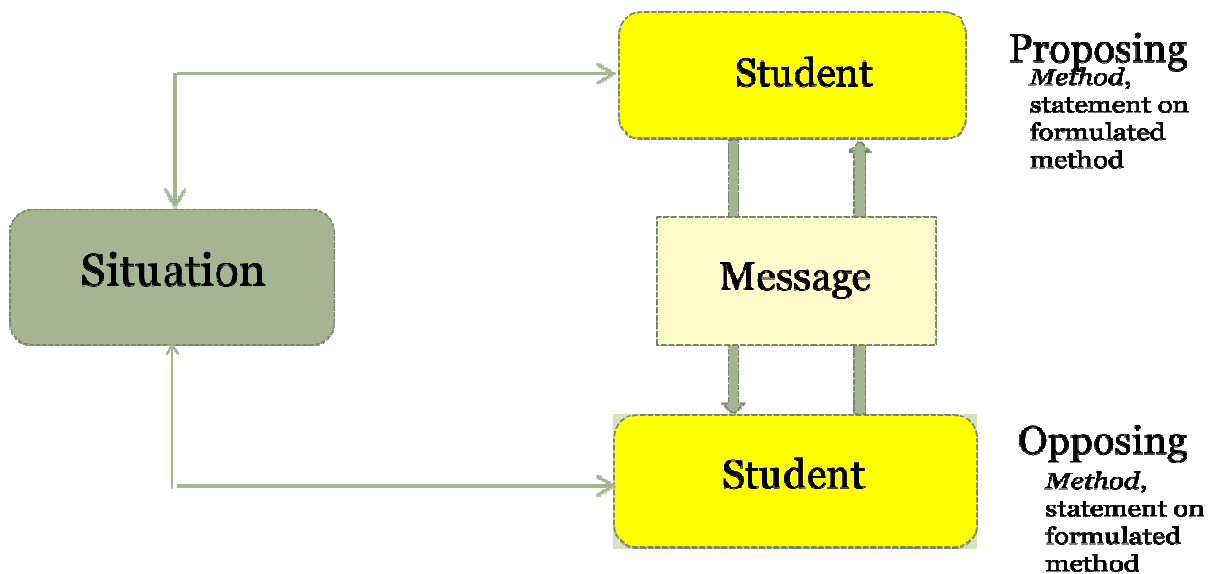 Student
Proposing
Method,
statement on
formulated
method
Situation
Message
Student
Opposing
Method,
statement on
formulated
method